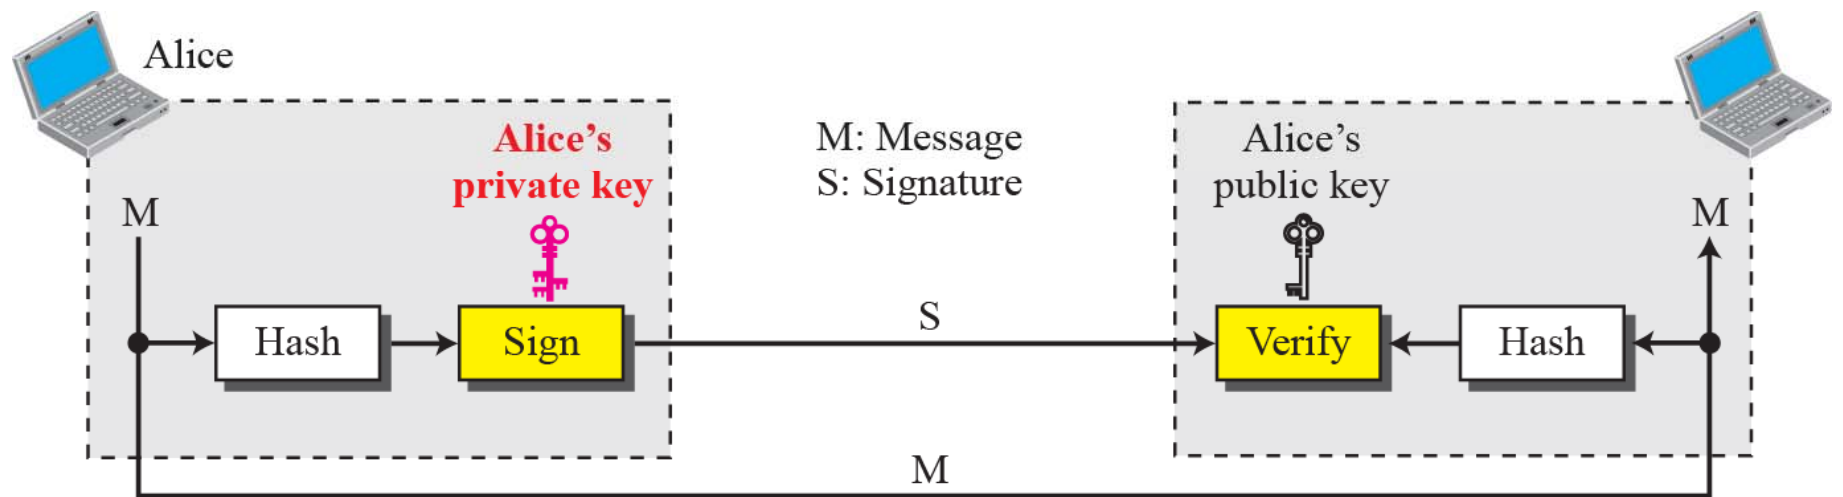 Alice
Alice’s
private key
M: Message
S: Signature
Alice’s
public key
M
M
Hash
Sign
S
Verify
Hash
M